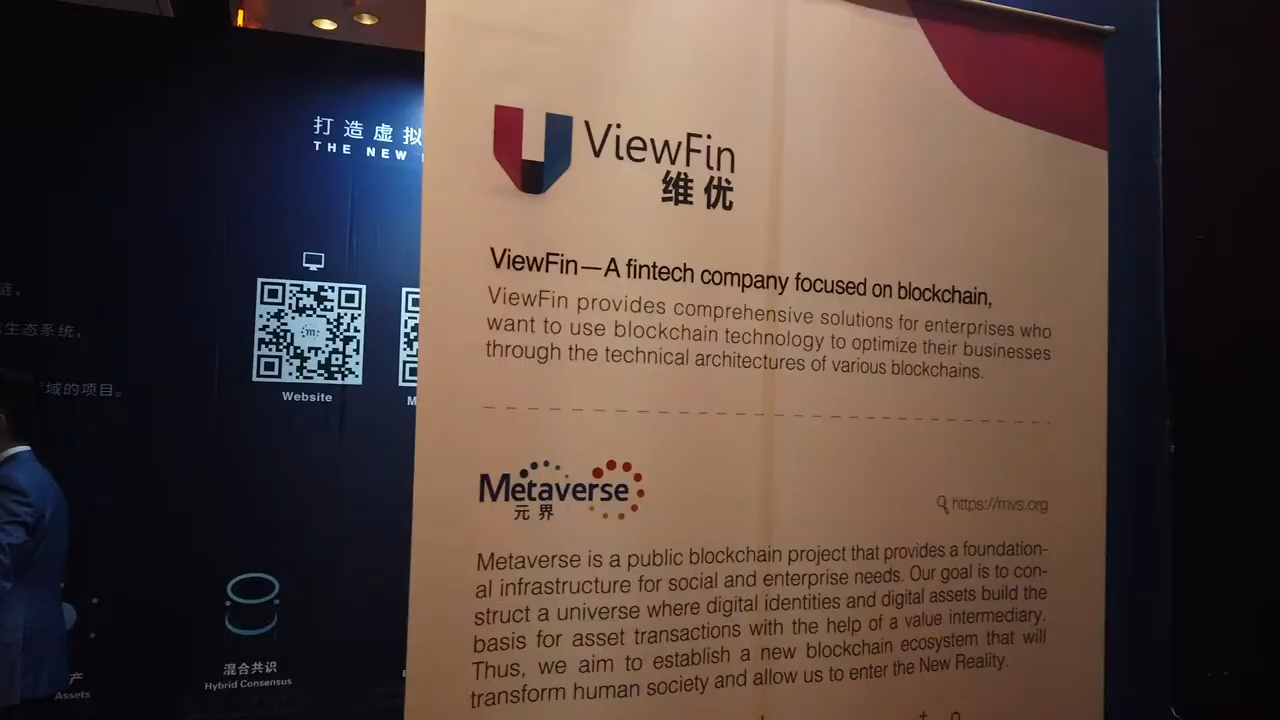 打造虚拟
THE NEW
链，
生态系统，
域的项目。
Website
M
产
Assets
混合共识
Hybrid Consensus
ViewFin
维优
ViewFin—A fintech company focused on blockchain,
ViewFin provides comprehensive solutions for enterprises who
want to use blockchain technology to optimize their businesses
through the technical architectures of various blockchains.
Metaverse
元界
https://mvs.org
Metaverse is a public blockchain project that provides a foundation-
al infrastructure for social and enterprise needs. Our goal is to con-
struct a universe where digital identities and digital assets build the
basis for asset transactions with the help of a value intermediary.
Thus, we aim to establish a new blockchain ecosystem that will
transform human society and allow us to enter the New Reality.